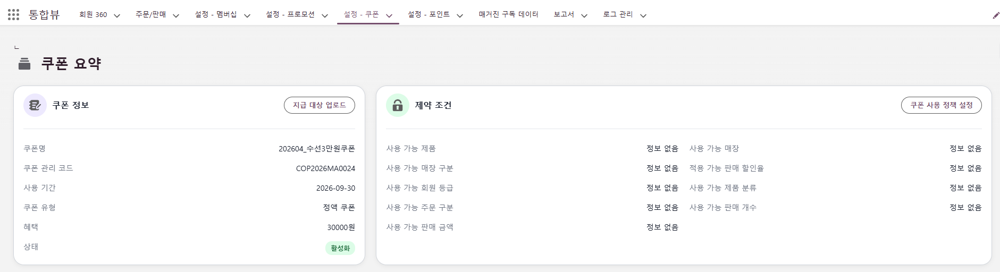 통합뷰 회원 360 주문/판매 설정 - 멤버십 설정 - 프로모션 설정 - 쿠폰 설정 - 포인트 매거진 구독 데이터 보고서 로그 관리
ㄴ
쿠폰 요약
쿠폰 정보 지급 대상 업로드
쿠폰명 202604_수선3만원쿠폰
쿠폰 관리 코드 COP2026MA0024
사용 기간 2026-09-30
쿠폰 유형 정액 쿠폰
혜택 30000원
상태 활성화
제약 조건 쿠폰 사용 정책 설정
사용 가능 제품 정보 없음 사용 가능 매장 정보 없음
사용 가능 매장 구분 정보 없음 적용 가능 판매 할인율 정보 없음
사용 가능 회원 등급 정보 없음 사용 가능 제품 분류 정보 없음
사용 가능 주문 구분 정보 없음 사용 가능 판매 개수 정보 없음
사용 가능 판매 금액 정보 없음